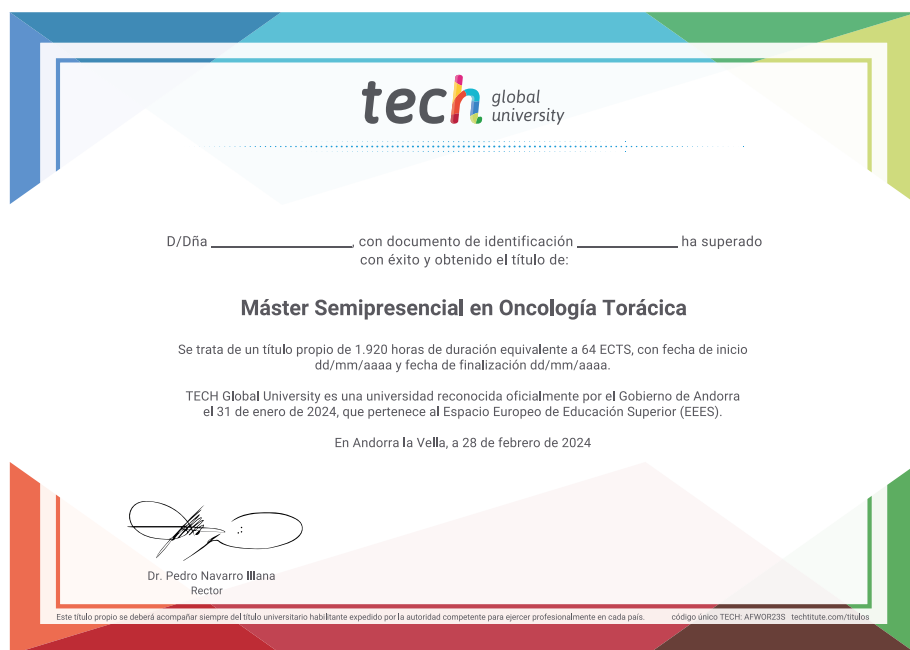 tech global university
D/Dña ________________, con documento de identificación ____________ ha superado
con éxito y obtenido el título de:
Máster Semipresencial en Oncología Torácica
Se trata de un título propio de 1.920 horas de duración equivalente a 64 ECTS, con fecha de inicio
dd/mm/aaaa y fecha de finalización dd/mm/aaaa.
TECH Global University es una universidad reconocida oficialmente por el Gobierno de Andorra
el 31 de enero de 2024, que pertenece al Espacio Europeo de Educación Superior (EEES).
En Andorra la Vella, a 28 de febrero de 2024
Dr. Pedro Navarro Illana
Rector
Este título propio se deberá acompañar siempre del título universitario habilitante expedido por la autoridad competente para ejercer profesionalmente en cada país. código único TECH: AFWOR23S techtitute.com/titulos